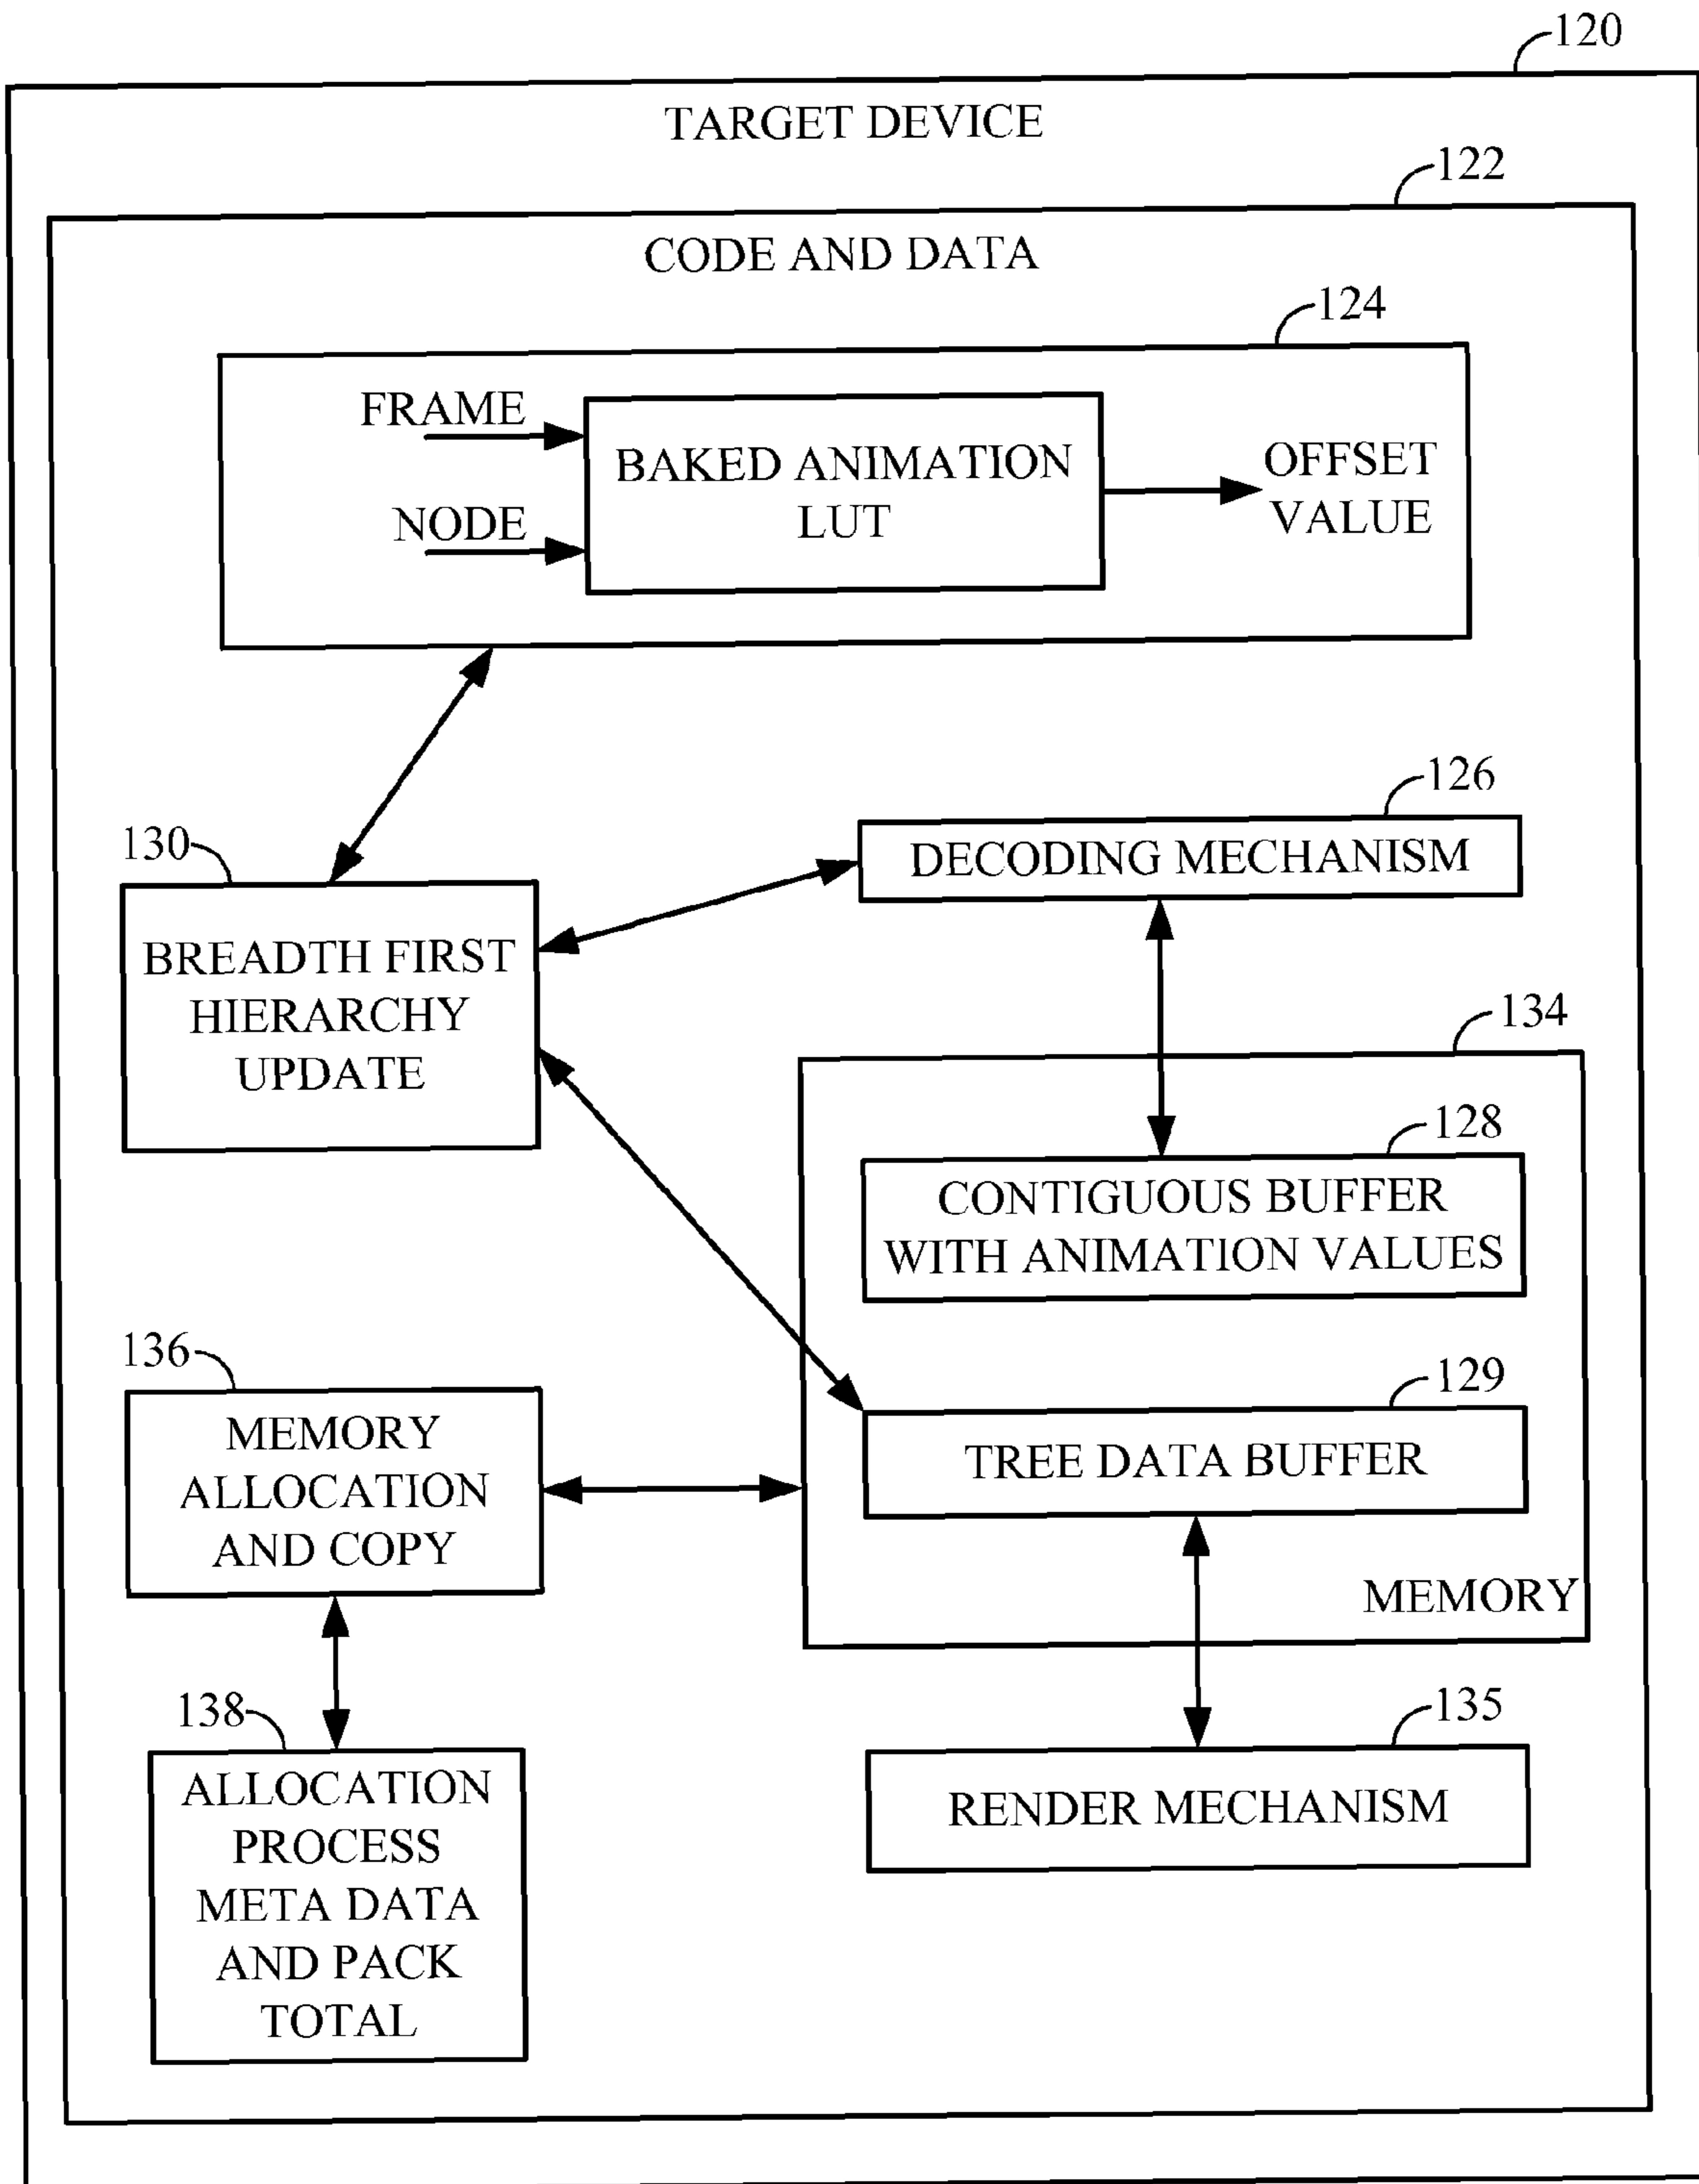 120
TARGET DEVICE
122
CODE AND DATA
124
FRAME
NODE
BAKED ANIMATION
LUT
OFFSET
VALUE
126
DECODING MECHANISM
130
BREADTH FIRST
HIERARCHY
UPDATE
134
128
CONTIGUOUS BUFFER
WITH ANIMATION VALUES
136
MEMORY
ALLOCATION
AND COPY
129
TREE DATA BUFFER
MEMORY
138
ALLOCATION
PROCESS
META DATA
AND PACK
TOTAL
135
RENDER MECHANISM